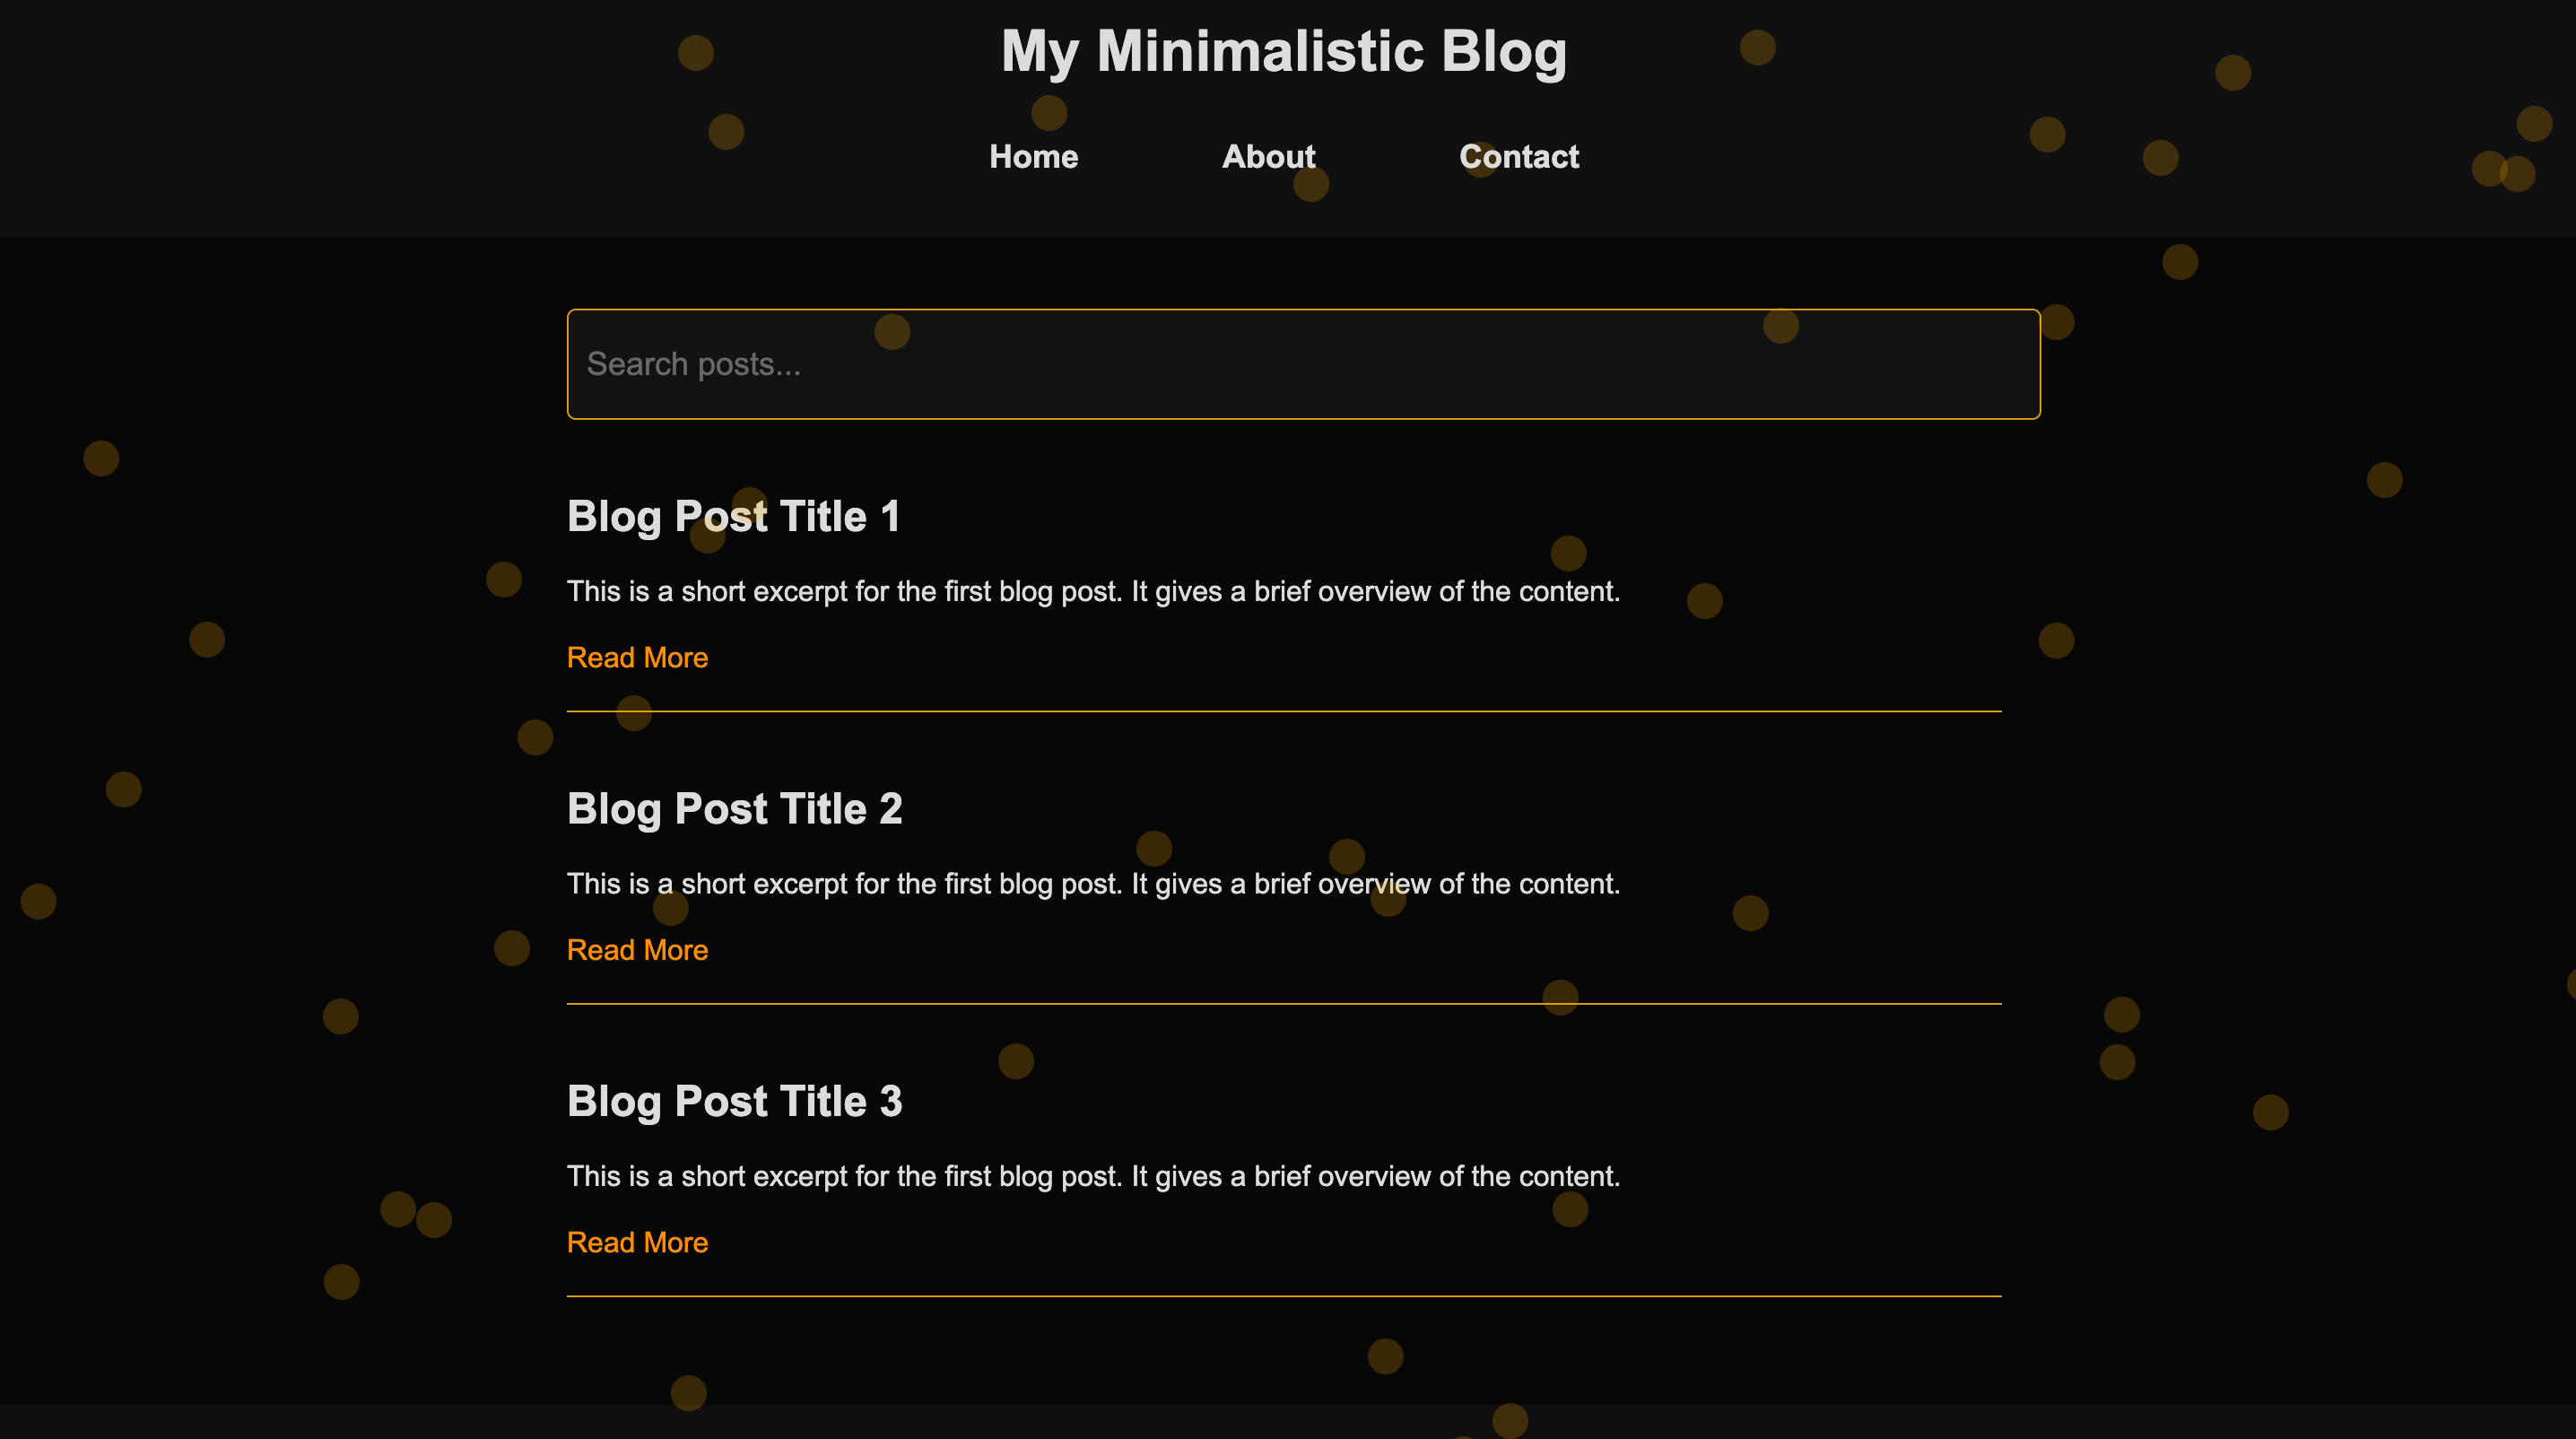 My Minimalistic Blog
Home About Contact
Search posts...
Blog Post Title 1
This is a short excerpt for the first blog post. It gives a brief overview of the content.
Read More
Blog Post Title 2
This is a short excerpt for the first blog post. It gives a brief overview of the content.
Read More
Blog Post Title 3
This is a short excerpt for the first blog post. It gives a brief overview of the content.
Read More